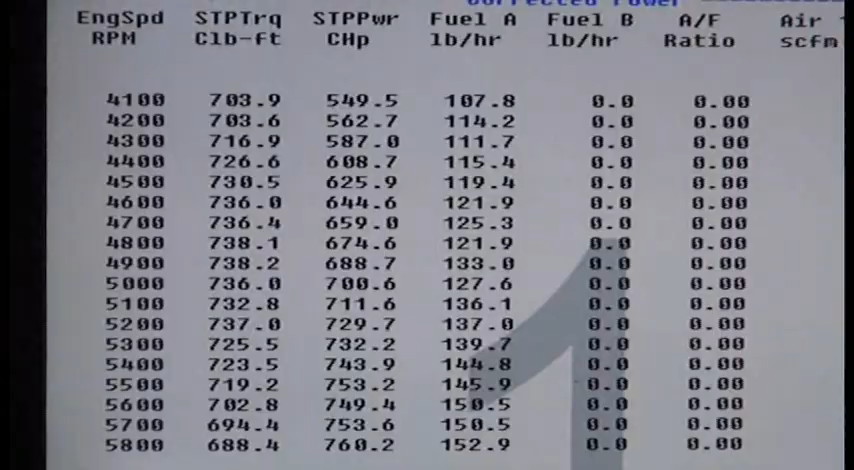 Corrected Power
EngSpd STPTrq STPPwr Fuel A Fuel B A/F Air
RPM Clb-ft CHp lb/hr lb/hr Ratio scfm
4100 703.9 549.5 107.8 0.0 0.00
4200 703.6 562.7 114.2 0.0 0.00
4300 716.9 587.0 111.7 0.0 0.00
4400 726.6 608.7 115.4 0.0 0.00
4500 730.5 625.9 119.4 0.0 0.00
4600 736.0 644.6 121.9 0.0 0.00
4700 736.4 659.0 125.3 0.0 0.00
4800 738.1 674.6 121.9 0.0 0.00
4900 738.2 688.7 133.0 0.0 0.00
5000 736.0 700.6 127.6 0.0 0.00
5100 732.8 711.6 136.1 0.0 0.00
5200 737.0 729.7 137.0 0.0 0.00
5300 725.5 732.2 139.7 0.0 0.00
5400 723.5 743.9 144.8 0.0 0.00
5500 719.2 753.2 145.9 0.0 0.00
5600 702.8 749.4 150.5 0.0 0.00
5700 694.4 753.6 150.5 0.0 0.00
5800 688.4 760.2 152.9 0.0 0.00
1